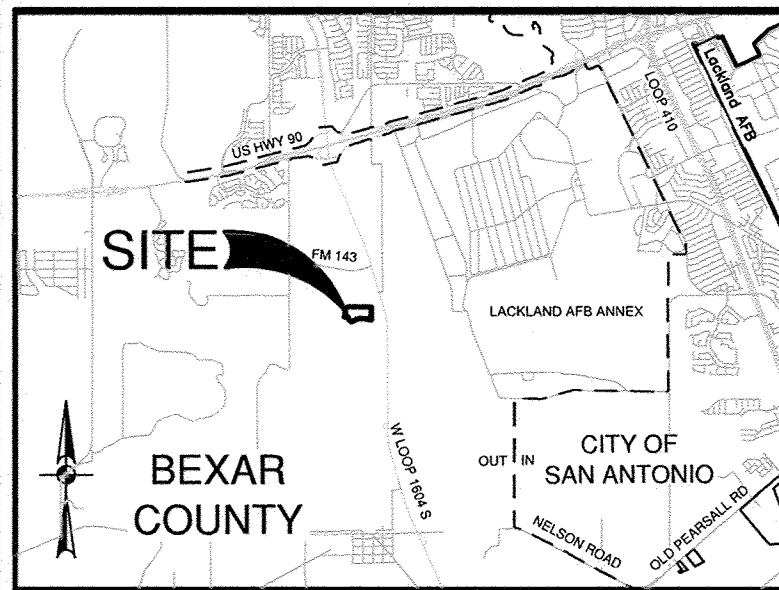 Lackland AFB
LOOP 410
US HWY 90
SITE
FM 143
LACKLAND AFB ANNEX
W LOOP 1604 S
BEXAR
COUNTY
OUT
IN
CITY OF
SAN ANTONIO
NELSON ROAD
OLD PEARSALL RD